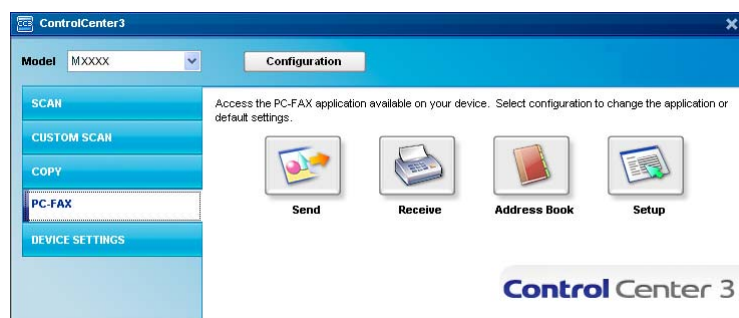 CC3 ControlCenter3
Model MXXXX Configuration
SCAN
CUSTOM SCAN
COPY
PC-FAX
DEVICE SETTINGS
Access the PC-FAX application available on your device. Select configuration to change the application or
default settings.
Send Receive Address Book Setup
Control Center 3